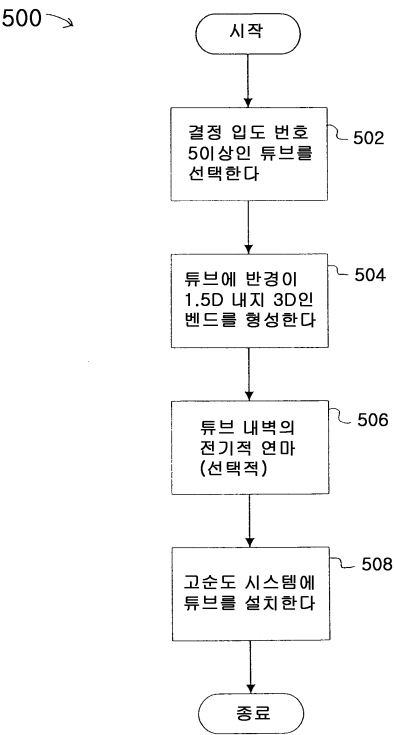 500
시작
결정 입도 번호
5이상인 튜브를
선택한다
502
튜브에 반경이
1.5D 내지 3D인
벤드를 형성한다
504
튜브 내벽의
전기적 연마
(선택적)
506
고순도 시스템에
튜브를 설치한다
508
종료